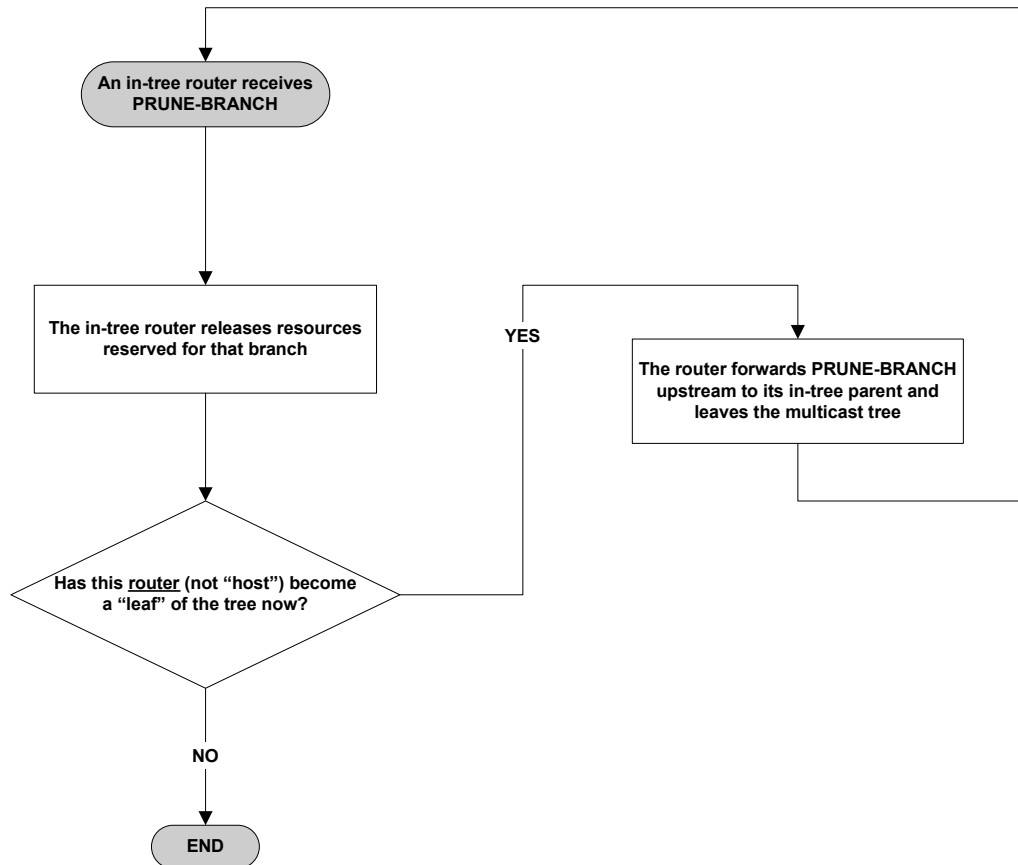 An in-tree router receives
PRUNE-BRANCH
The in-tree router releases resources
reserved for that branch
YES
The router forwards PRUNE-BRANCH
upstream to its in-tree parent and
leaves the multicast tree
Has this router (not “host”) become
a “leaf” of the tree now?
NO
END